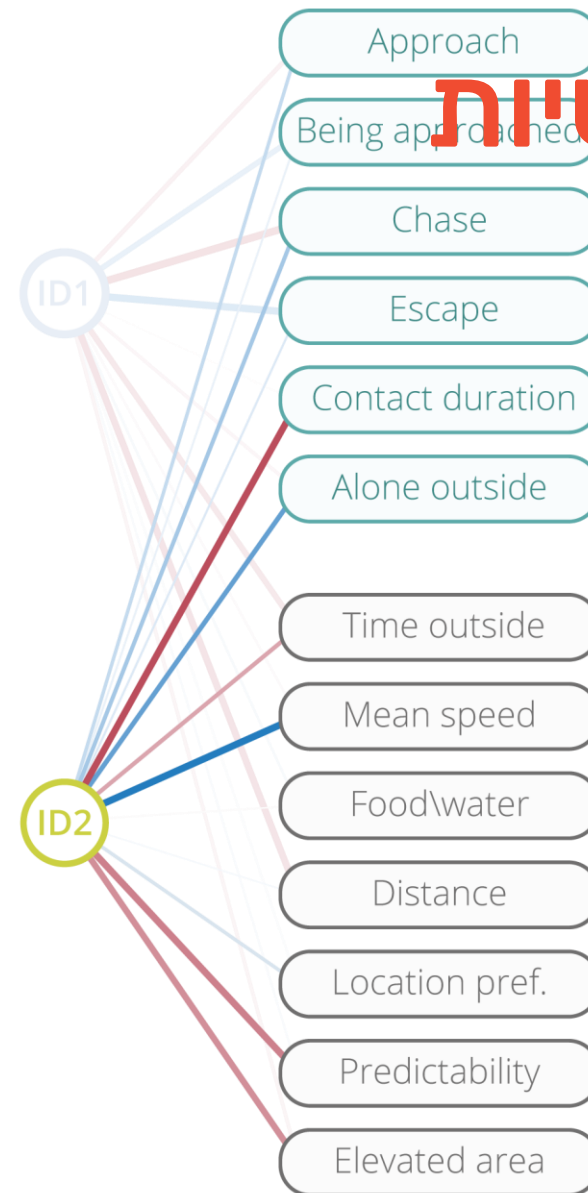 Approach
Being approached
Chase
ID1
Escape
Contact duration
Alone outside
Time outside
Mean speed
Food\water
ID2
Distance
Location pref.
Predictability
Elevated area